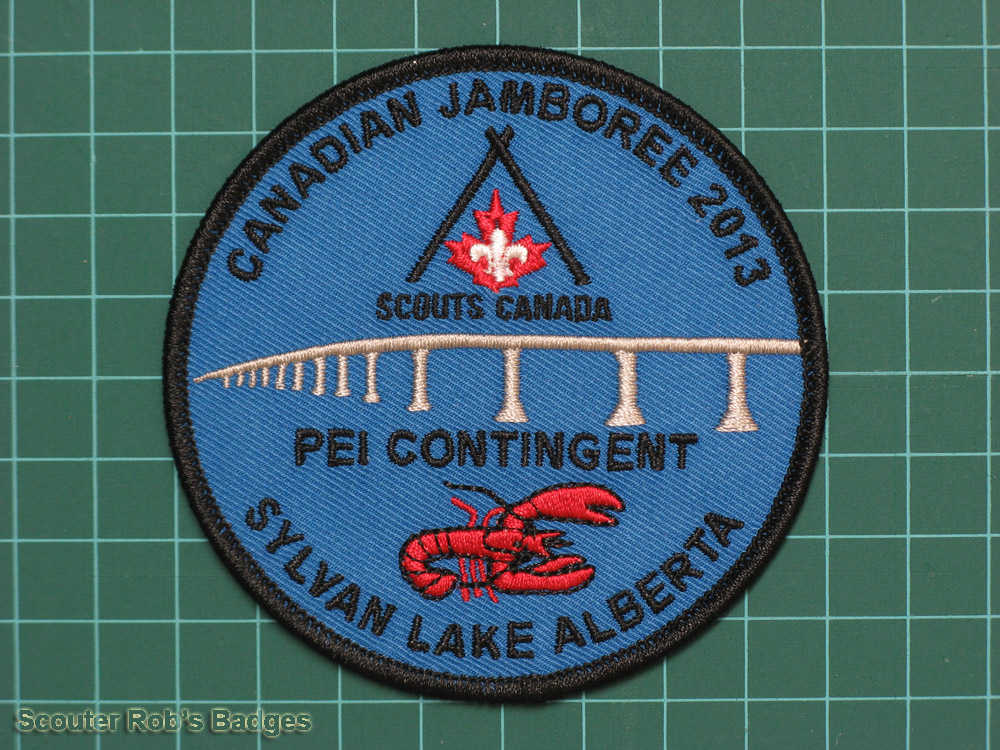 CANADIAN JAMBOREE 2013
SCOUTS CANADA
PEI CONTINGENT
SYLVAN LAKE ALBERTA
Scouter Rob's Badges